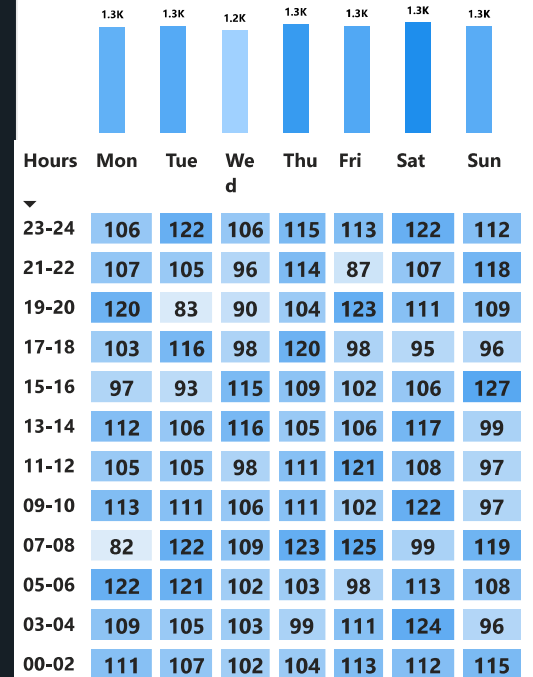 1.3K 1.3K 1.2K 1.3K 1.3K 1.3K 1.3K
Hours Mon Tue We Thu Fri Sat Sun
d
23-24 106 122 106 115 113 122 112
21-22 107 105 96 114 87 107 118
19-20 120 83 90 104 123 111 109
17-18 103 116 98 120 98 95 96
15-16 97 93 115 109 102 106 127
13-14 112 106 116 105 106 117 99
11-12 105 105 98 111 121 108 97
09-10 113 111 106 111 102 122 97
07-08 82 122 109 123 125 99 119
05-06 122 121 102 103 98 113 108
03-04 109 105 103 99 111 124 96
00-02 111 107 102 104 113 112 115